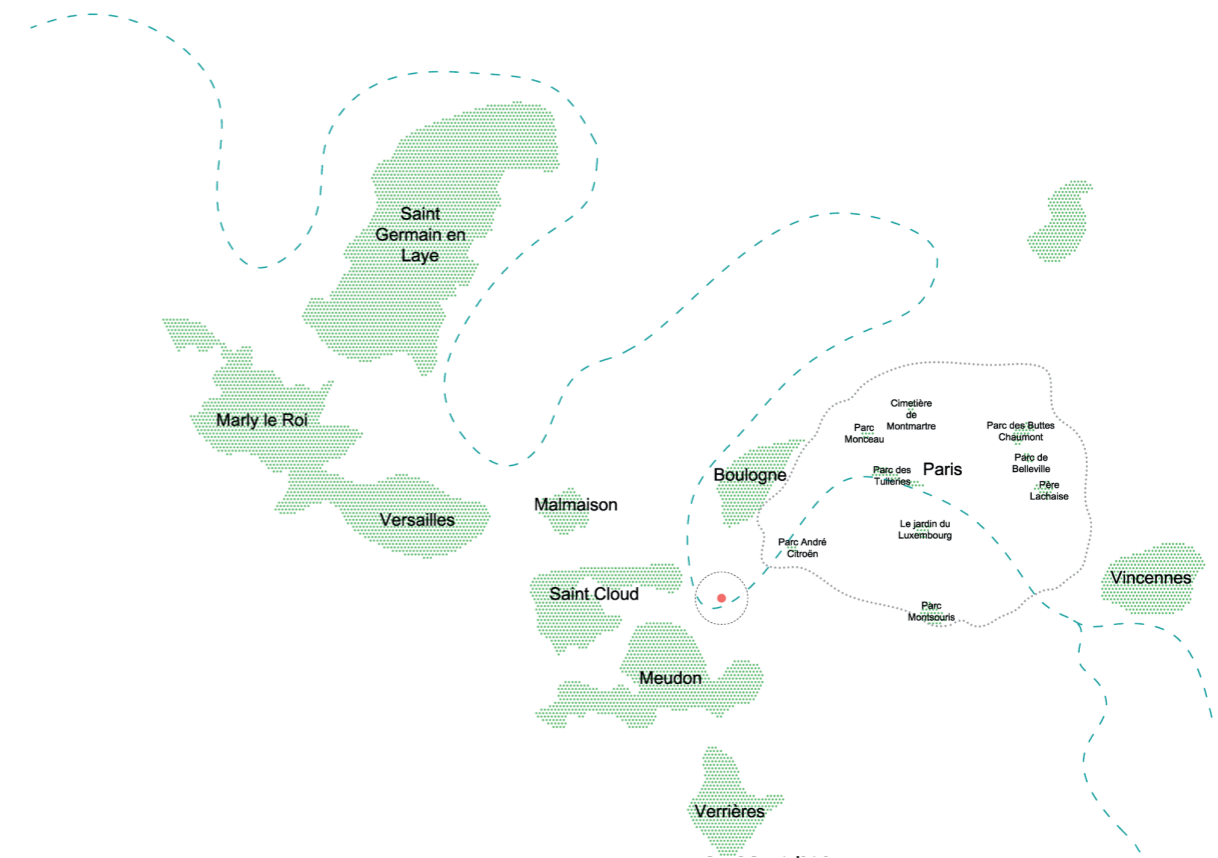 Saint
Germain en
Laye
Cimetière
de
Montmartre
Parc
Monceau
Parc des Buttes
Chaumont
Marly le Roi
Parc de
Belleville
Paris
Parc des
Tuileries
Boulogne
Père
Lachaise
Malmaison
Versailles
Le jardin du
Luxembourg
Parc André
Citroën
Vincennes
Saint Cloud
Parc
Montsouris
Meudon
Verrières